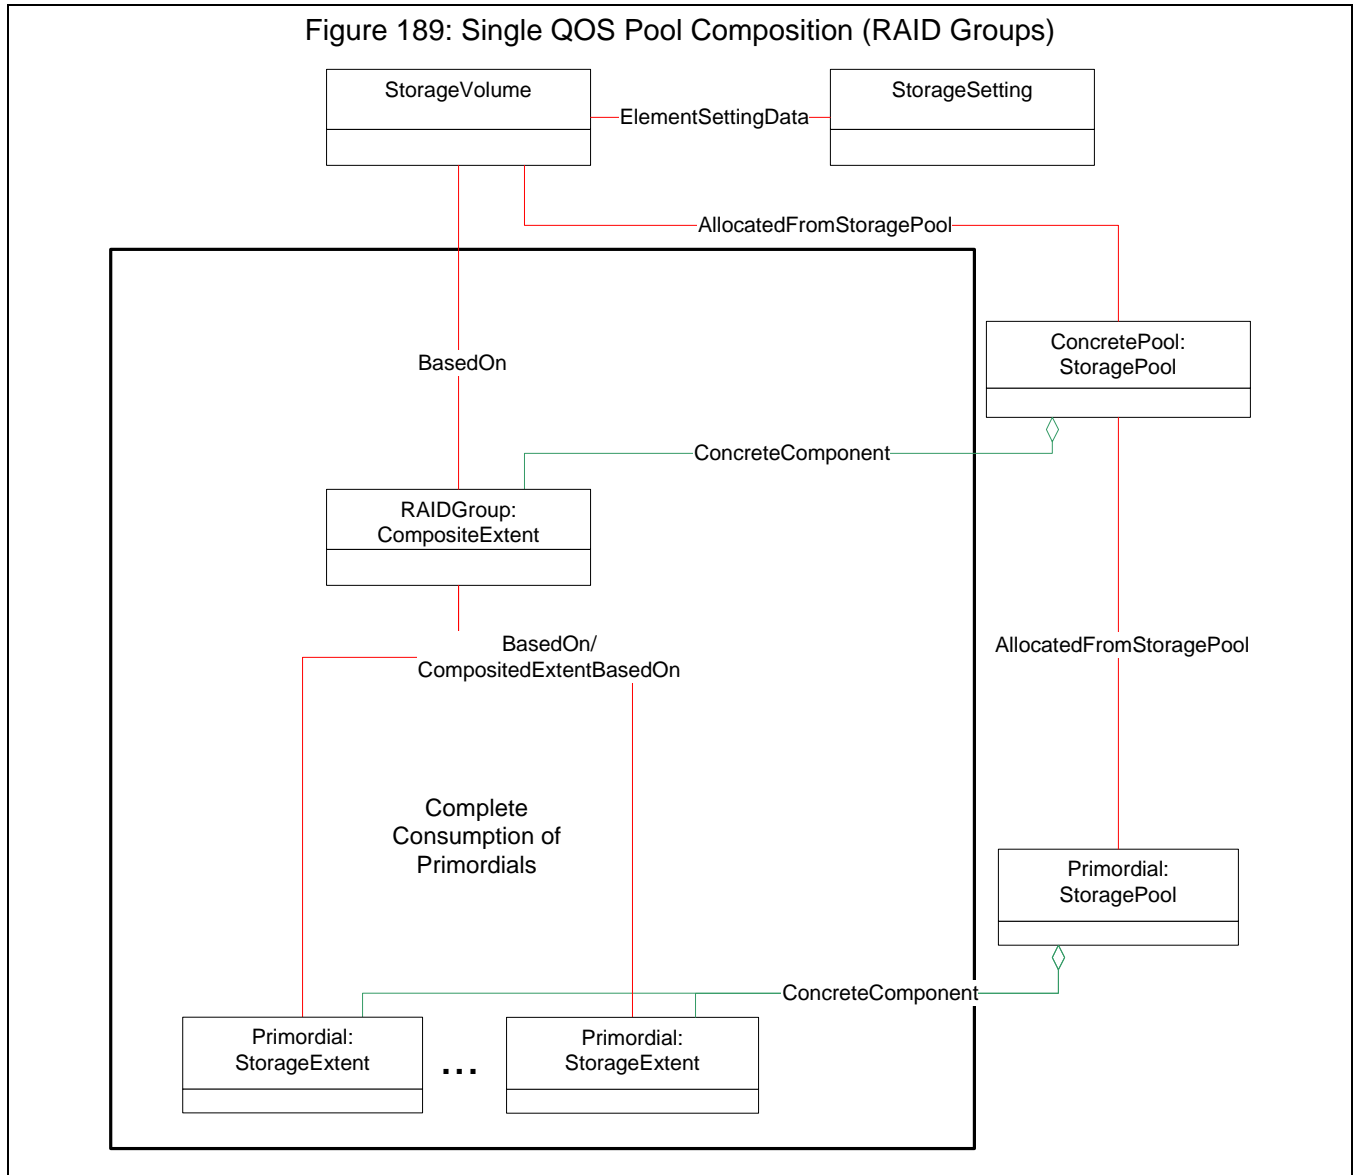 Figure 189: Single QOS Pool Composition (RAID Groups)
StorageVolume
StorageSetting
ElementSettingData
AllocatedFromStoragePool
ConcretePool:
StoragePool
BasedOn
ConcreteComponent
RAIDGroup:
CompositeExtent
BasedOn/
CompositedExtentBasedOn
AllocatedFromStoragePool
Complete
Consumption of
Primordials
Primordial:
StoragePool
ConcreteComponent
Primordial:
StorageExtent
...
Primordial:
StorageExtent